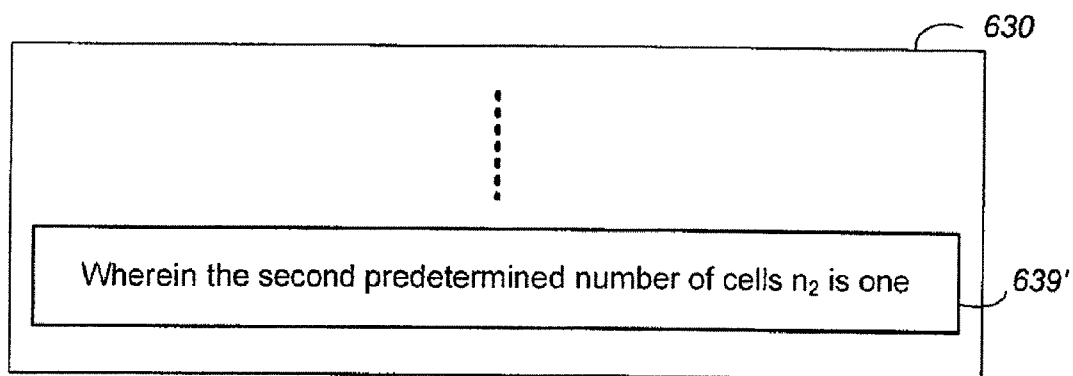 630
Wherein the second predetermined number of cells n₂ is one
639'